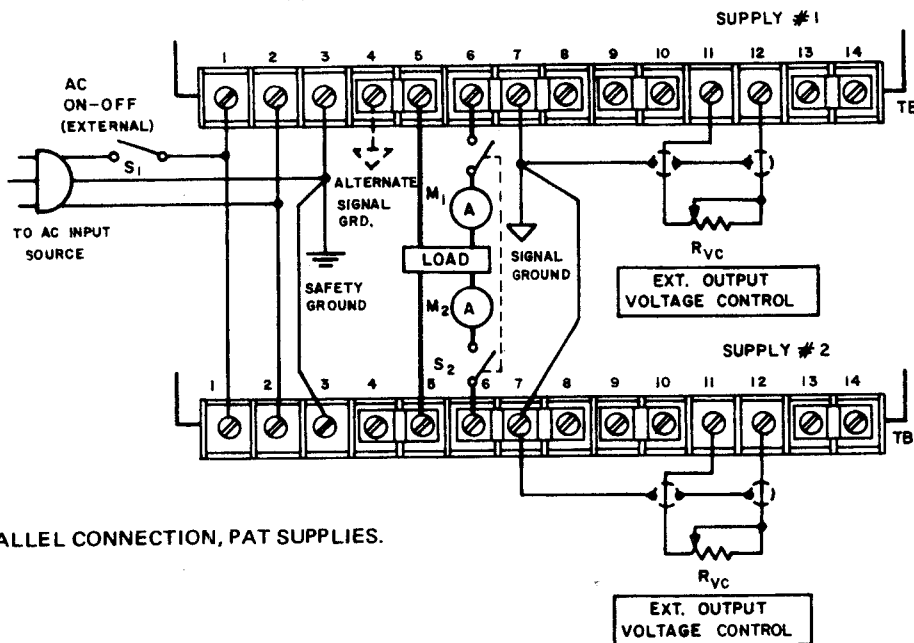 SUPPLY #1
1 2 3 4 5 6 7 8 9 10 11 12 13 14
AC
ON-OFF
(EXTERNAL)
S1
TO AC INPUT
SOURCE
ALTERNATE
SIGNAL
GRD.
M1
A
LOAD
SIGNAL
GROUND
SAFETY
GROUND
M2
A
S2
RVC
EXT. OUTPUT
VOLTAGE CONTROL
SUPPLY #2
1 2 3 4 5 6 7 8 9 10 11 12 13 14
TB
ALLEL CONNECTION, PAT SUPPLIES.
RVC
EXT. OUTPUT
VOLTAGE CONTROL